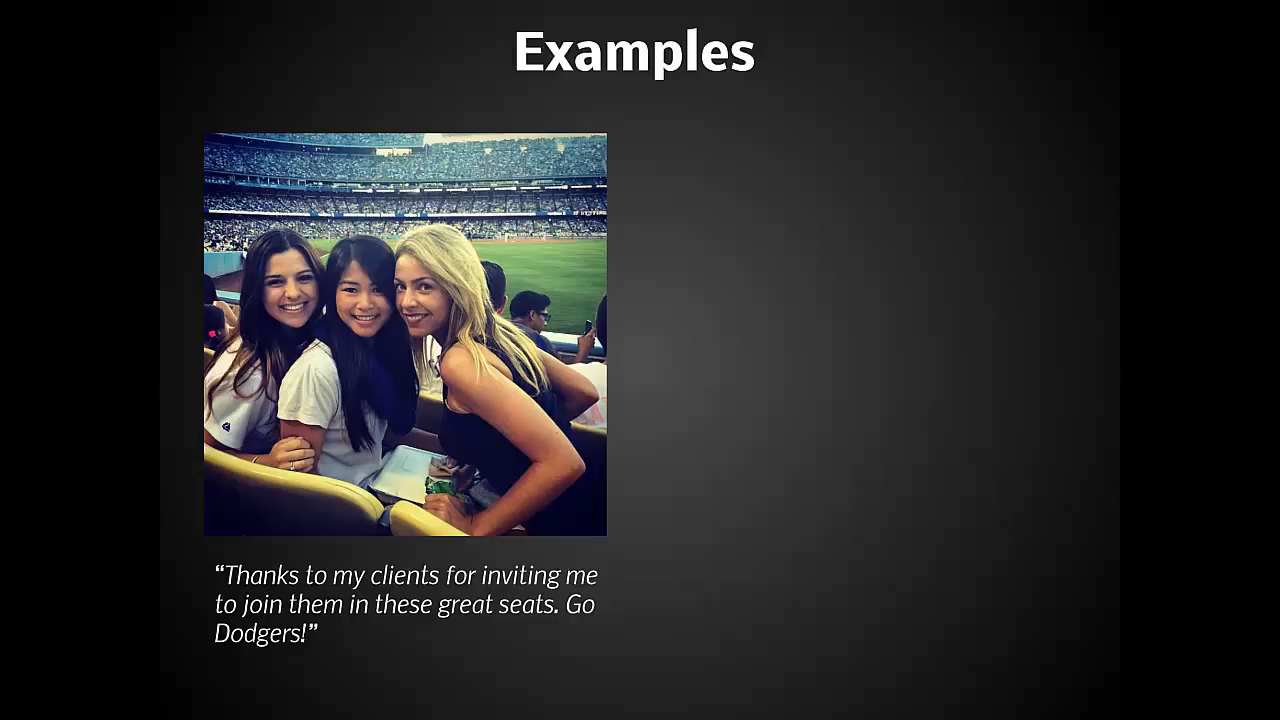 Examples
“Thanks to my clients for inviting me
to join them in these great seats. Go
Dodgers!”